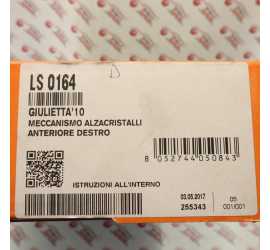 LS 0164
GIULIETTA'10
MECCANISMO ALZACRISTALLI
ANTERIORE DESTRO
8 052744 050843
ISTRUZIONI ALL'INTERNO
03.05.2017
255343
05
001/001